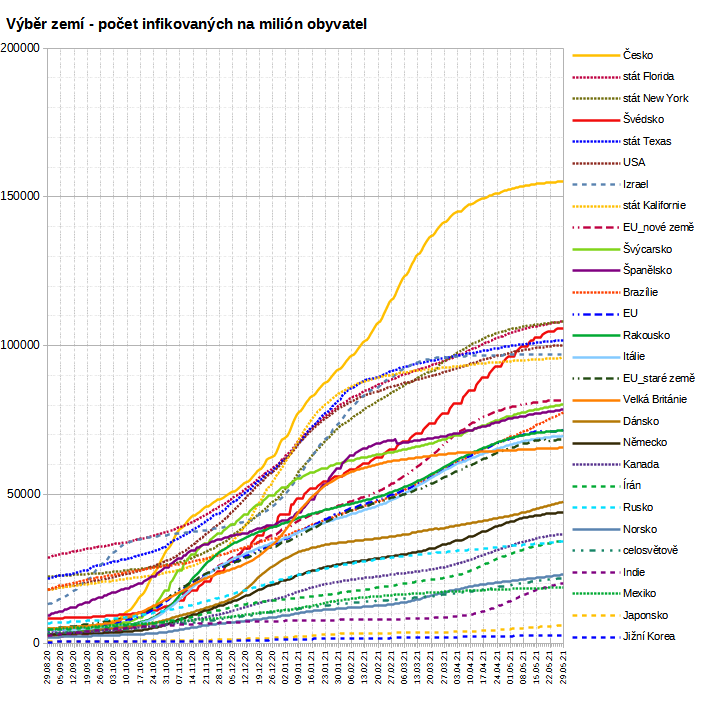 Výběr zemí - počet infikovaných na milión obyvatel
200000
150000
100000
50000
0
Česko
stát Florida
stát New York
Švédsko
stát Texas
USA
Izrael
stát Kalifornie
EU_nové země
Švýcarsko
Španělsko
Brazílie
EU
Rakousko
Itálie
EU_staré země
Velká Británie
Dánsko
Německo
Kanada
Írán
Rusko
Norsko
celosvětově
Indie
Mexiko
Japonsko
Jižní Korea
29.08.20
05.09.20
12.09.20
19.09.20
26.09.20
03.10.20
10.10.20
17.10.20
24.10.20
31.10.20
07.11.20
14.11.20
21.11.20
28.11.20
05.12.20
12.12.20
19.12.20
26.12.20
02.01.21
09.01.21
16.01.21
23.01.21
30.01.21
06.02.21
13.02.21
20.02.21
27.02.21
06.03.21
13.03.21
20.03.21
27.03.21
03.04.21
10.04.21
17.04.21
24.04.21
01.05.21
08.05.21
15.05.21
22.05.21
29.05.21